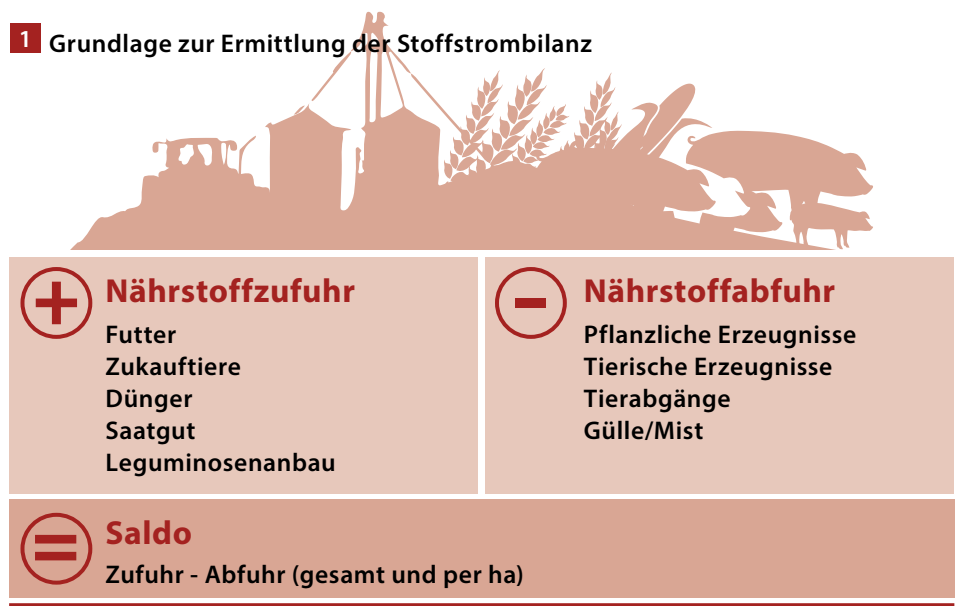 1 Grundlage zur Ermittlung der Stoffstrombilanz
Nährstoffzufuhr
Futter
Zukauftiere
Dünger
Saatgut
Leguminosenanbau
Nährstoffabfuhr
Pflanzliche Erzeugnisse
Tierische Erzeugnisse
Tierabgänge
Gülle/Mist
Saldo
Zufuhr - Abfuhr (gesamt und per ha)